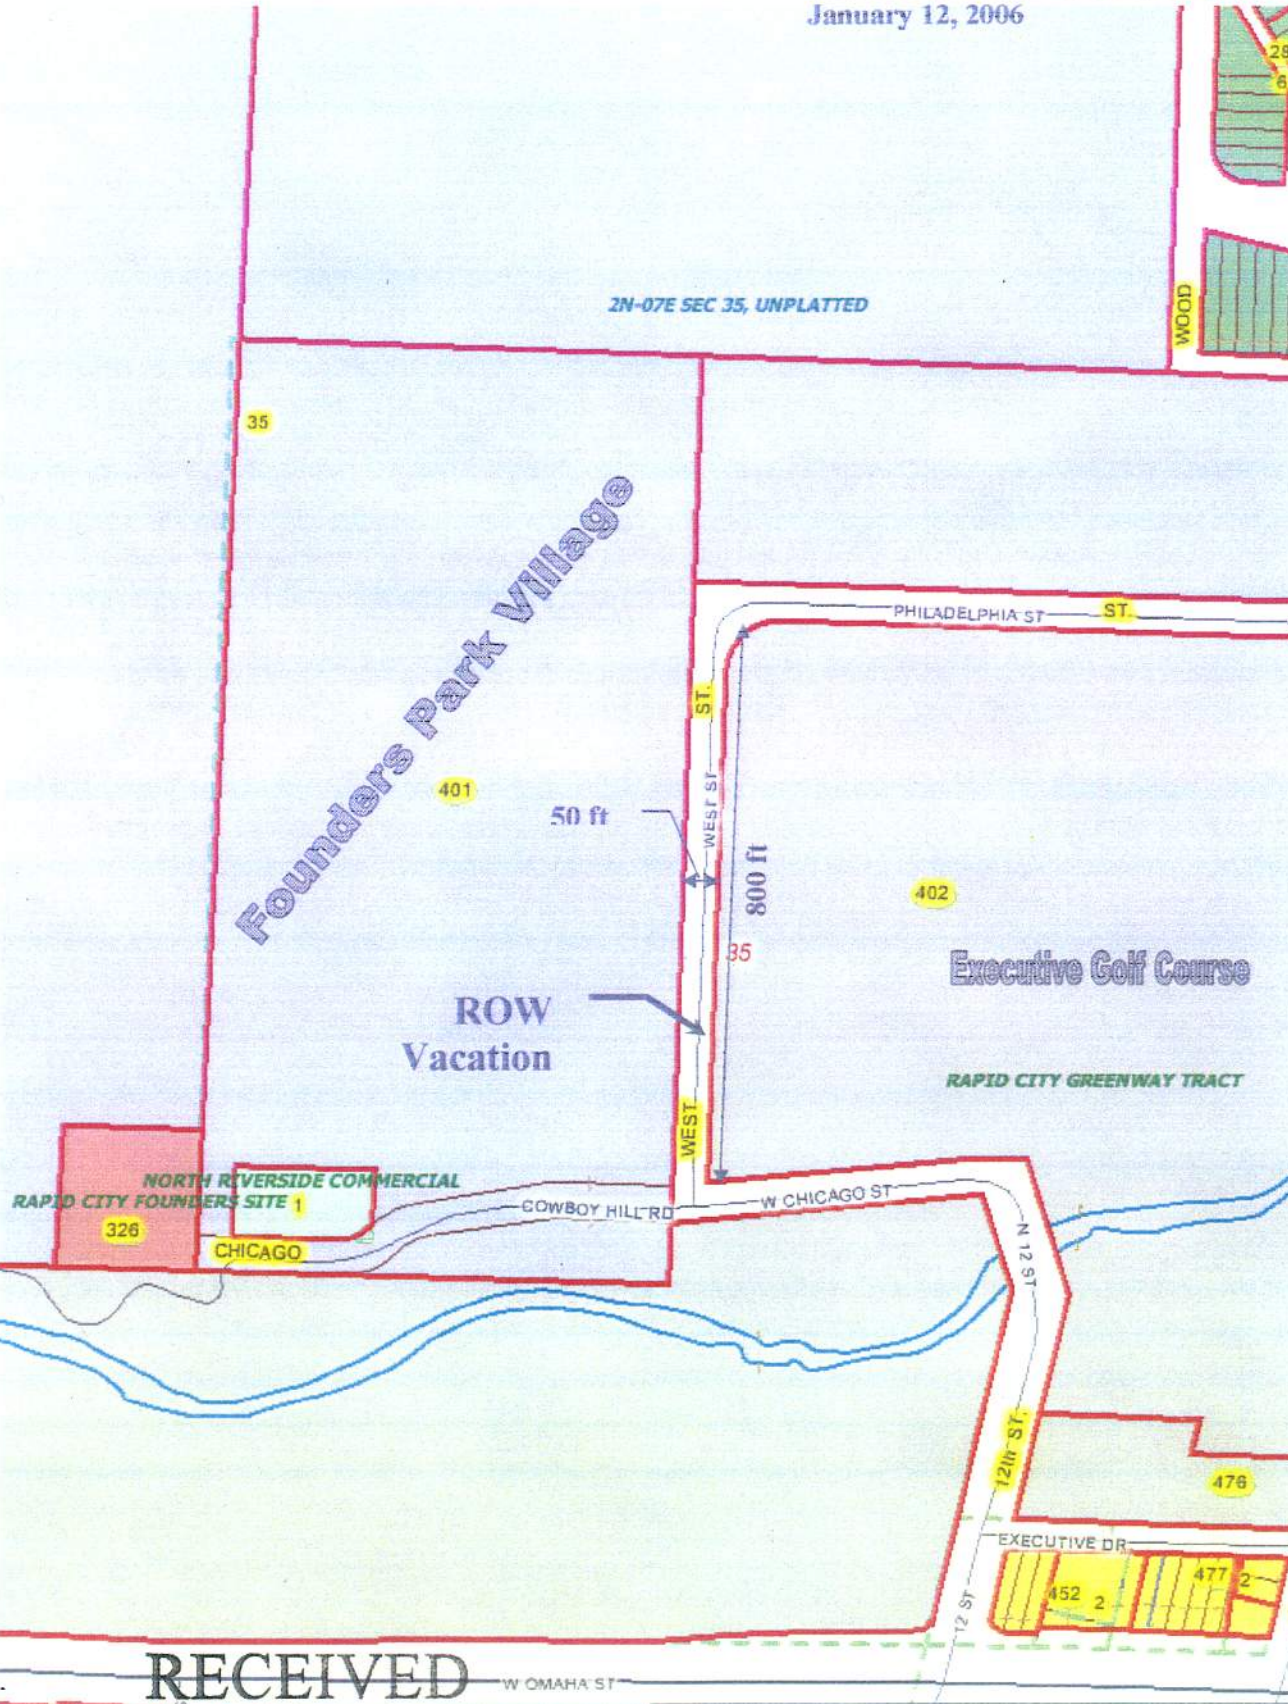 January 12, 2006
28
6
2N-07E SEC 35, UNPLATTED
WOOD
35
Founders Park Village
PHILADELPHIA ST
ST.
ST.
401
WEST ST
50 ft
800 ft
402
35
Executive Golf Course
ROW
Vacation
RAPID CITY GREENWAY TRACT
WEST
NORTH RIVERSIDE COMMERCIAL
RAPID CITY FOUNDERS SITE 1
326
COWBOY HILL RD
W CHICAGO ST
CHICAGO
N 12 ST
12th ST.
476
EXECUTIVE DR
452 2
477 2
12 ST
RECEIVED
W OMAHA ST